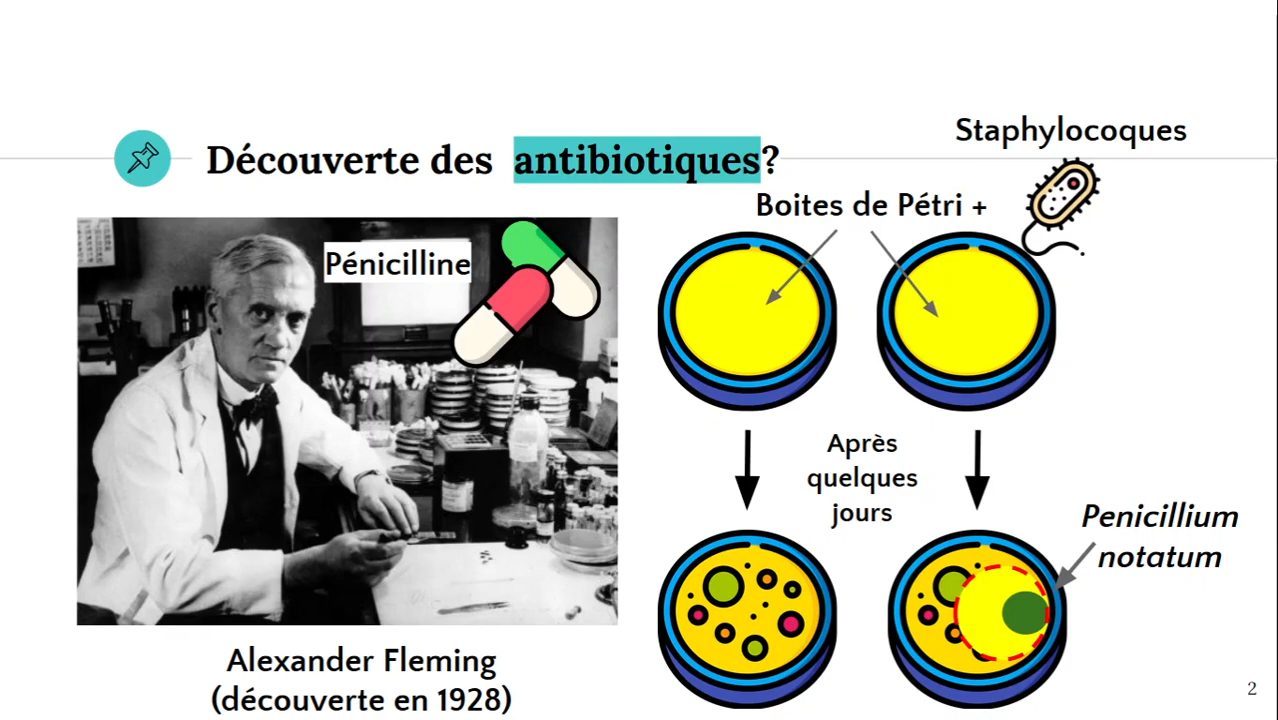 Découverte des antibiotiques?
Staphylocoques
Boites de Pétri +
Pénicilline
Après
quelques
jours
Penicillium
notatum
Alexander Fleming
(découverte en 1928)
2